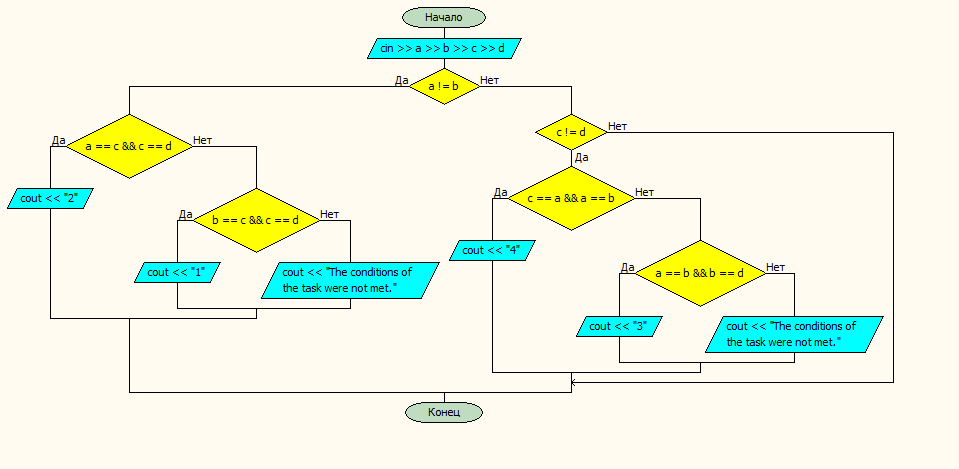 Начало
cin >> a >> b >> c >> d
Да
a != b
Нет
c != d
Нет
Да
Да
a == c && c == d
Нет
cout << "2"
Да
b == c && c == d
Нет
cout << "1"
cout << "The conditions of
the task were not met."
Да
c == a && a == b
Нет
cout << "4"
Да
a == b && b == d
Нет
cout << "3"
cout << "The conditions of
the task were not met."
Конец